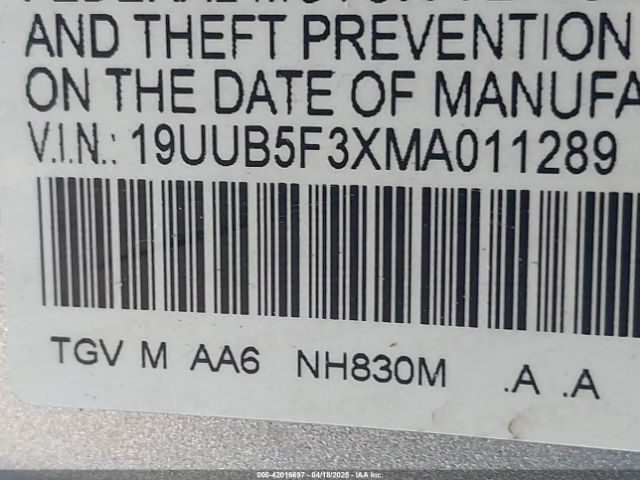 AND THEFT PREVENTION
ON THE DATE OF MANUFA
V.I.N.: 19UUB5F3XMA011289
TGV M AA6 NH830M .A .A
000-42016697 - 04/18/2025 - IAA Inc.